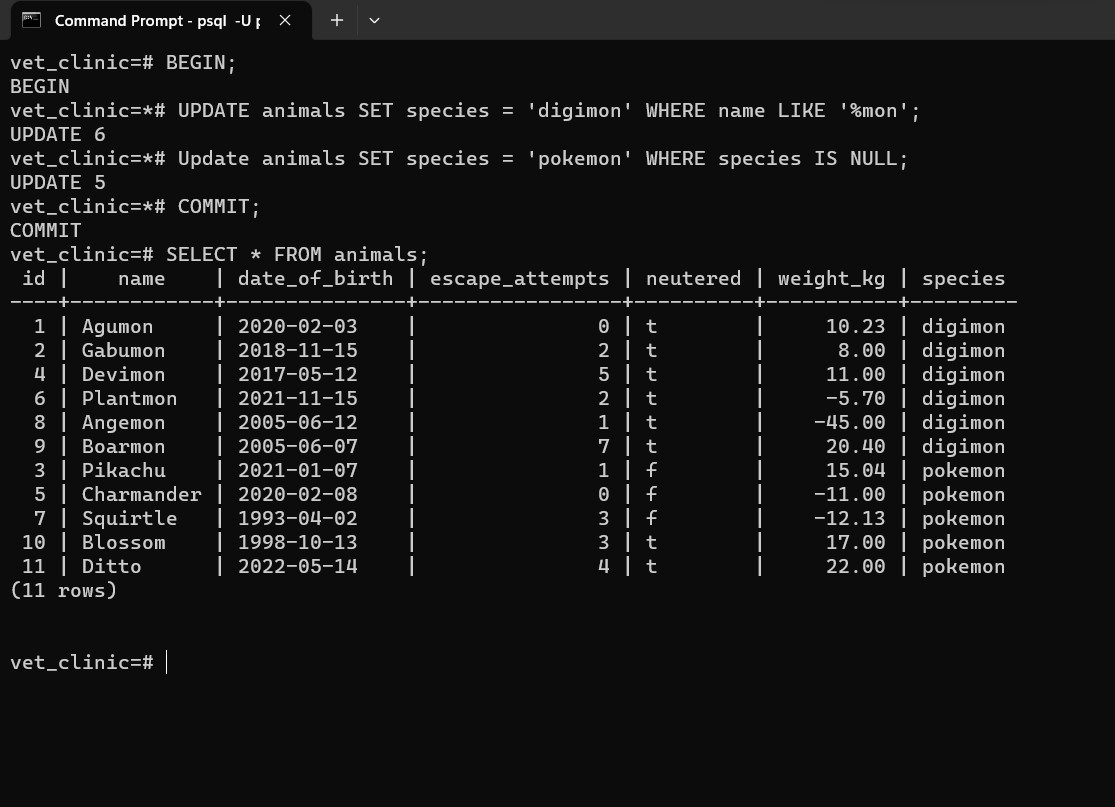 Command Prompt - psql  -U p
vet_clinic=# BEGIN;
BEGIN
vet_clinic=*# UPDATE animals SET species = 'digimon' WHERE name LIKE '%mon';
UPDATE 6
vet_clinic=*# Update animals SET species = 'pokemon' WHERE species IS NULL;
UPDATE 5
vet_clinic=*# COMMIT;
COMMIT
vet_clinic=# SELECT * FROM animals;
 id |    name    | date_of_birth | escape_attempts | neutered | weight_kg | species
----+------------+---------------+-----------------+----------+-----------+---------
  1 | Agumon     | 2020-02-03    |               0 | t        |     10.23 | digimon
  2 | Gabumon    | 2018-11-15    |               2 | t        |      8.00 | digimon
  4 | Devimon    | 2017-05-12    |               5 | t        |     11.00 | digimon
  6 | Plantmon   | 2021-11-15    |               2 | t        |     -5.70 | digimon
  8 | Angemon    | 2005-06-12    |               1 | t        |    -45.00 | digimon
  9 | Boarmon    | 2005-06-07    |               7 | t        |     20.40 | digimon
  3 | Pikachu    | 2021-01-07    |               1 | f        |     15.04 | pokemon
  5 | Charmander | 2020-02-08    |               0 | f        |    -11.00 | pokemon
  7 | Squirtle   | 1993-04-02    |               3 | f        |    -12.13 | pokemon
 10 | Blossom    | 1998-10-13    |               3 | t        |     17.00 | pokemon
 11 | Ditto      | 2022-05-14    |               4 | t        |     22.00 | pokemon
(11 rows)
vet_clinic=#